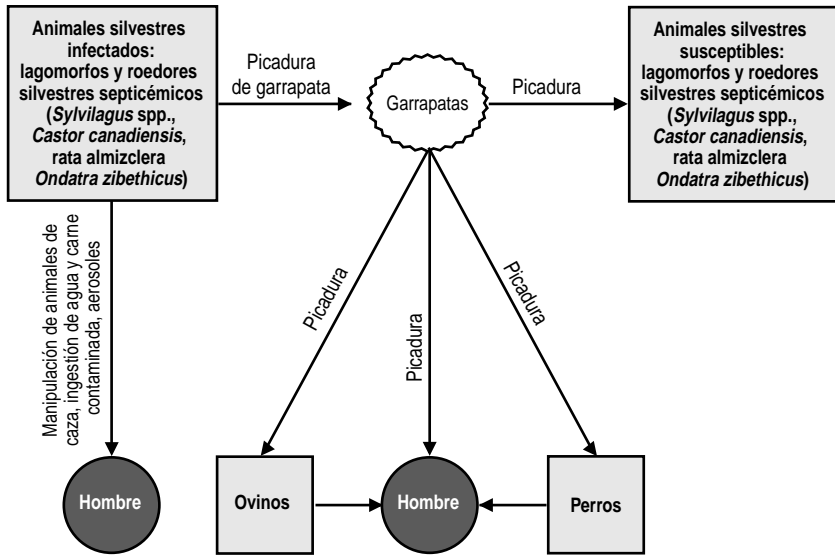 Animales silvestres
infectados:
lagomorfos y roedores
silvestres septicémicos
(Sylvilagus spp.,
Castor canadiensis,
rata almizclera
Ondatra zibethicus)
Picadura
de garrapata
Garrapatas
Picadura
Animales silvestres
susceptibles:
lagomorfos y roedores
silvestres septicémicos
(Sylvilagus spp.,
Castor canadiensis,
rata almizclera
Ondatra zibethicus)
Manipulación de animales de
caza, ingestión de agua y carne
contaminada, aerosoles
Picadura
Picadura
Picadura
Hombre
Ovinos
Hombre
Perros